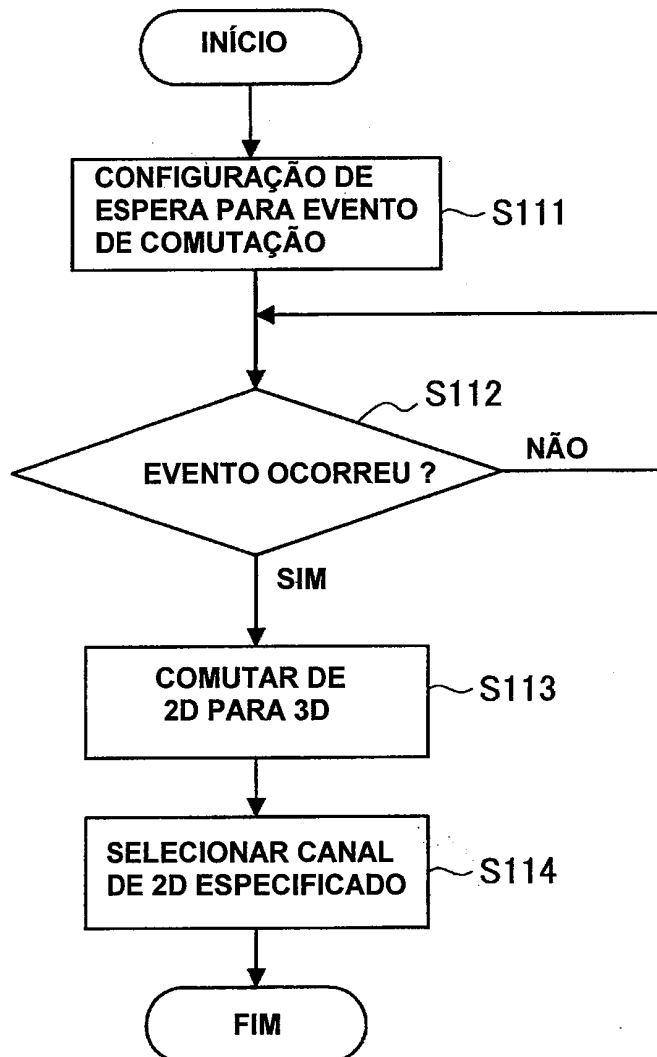 INÍCIO
CONFIGURAÇÃO DE
ESPERA PARA EVENTO
DE COMUTAÇÃO
S111
S112
EVENTO OCORREU ?
NÃO
SIM
COMUTAR DE
2D PARA 3D
S113
SELECIONAR CANAL
DE 2D ESPECIFICADO
S114
FIM